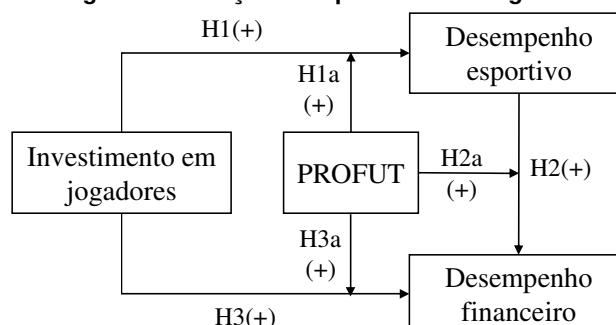 H1(+)
Desempenho
esportivo
H1a
(+)
Investimento em
jogadores
PROFUT
H2a
(+)
H2(+)
H3a
(+)
Desempenho
financeiro
H3(+)